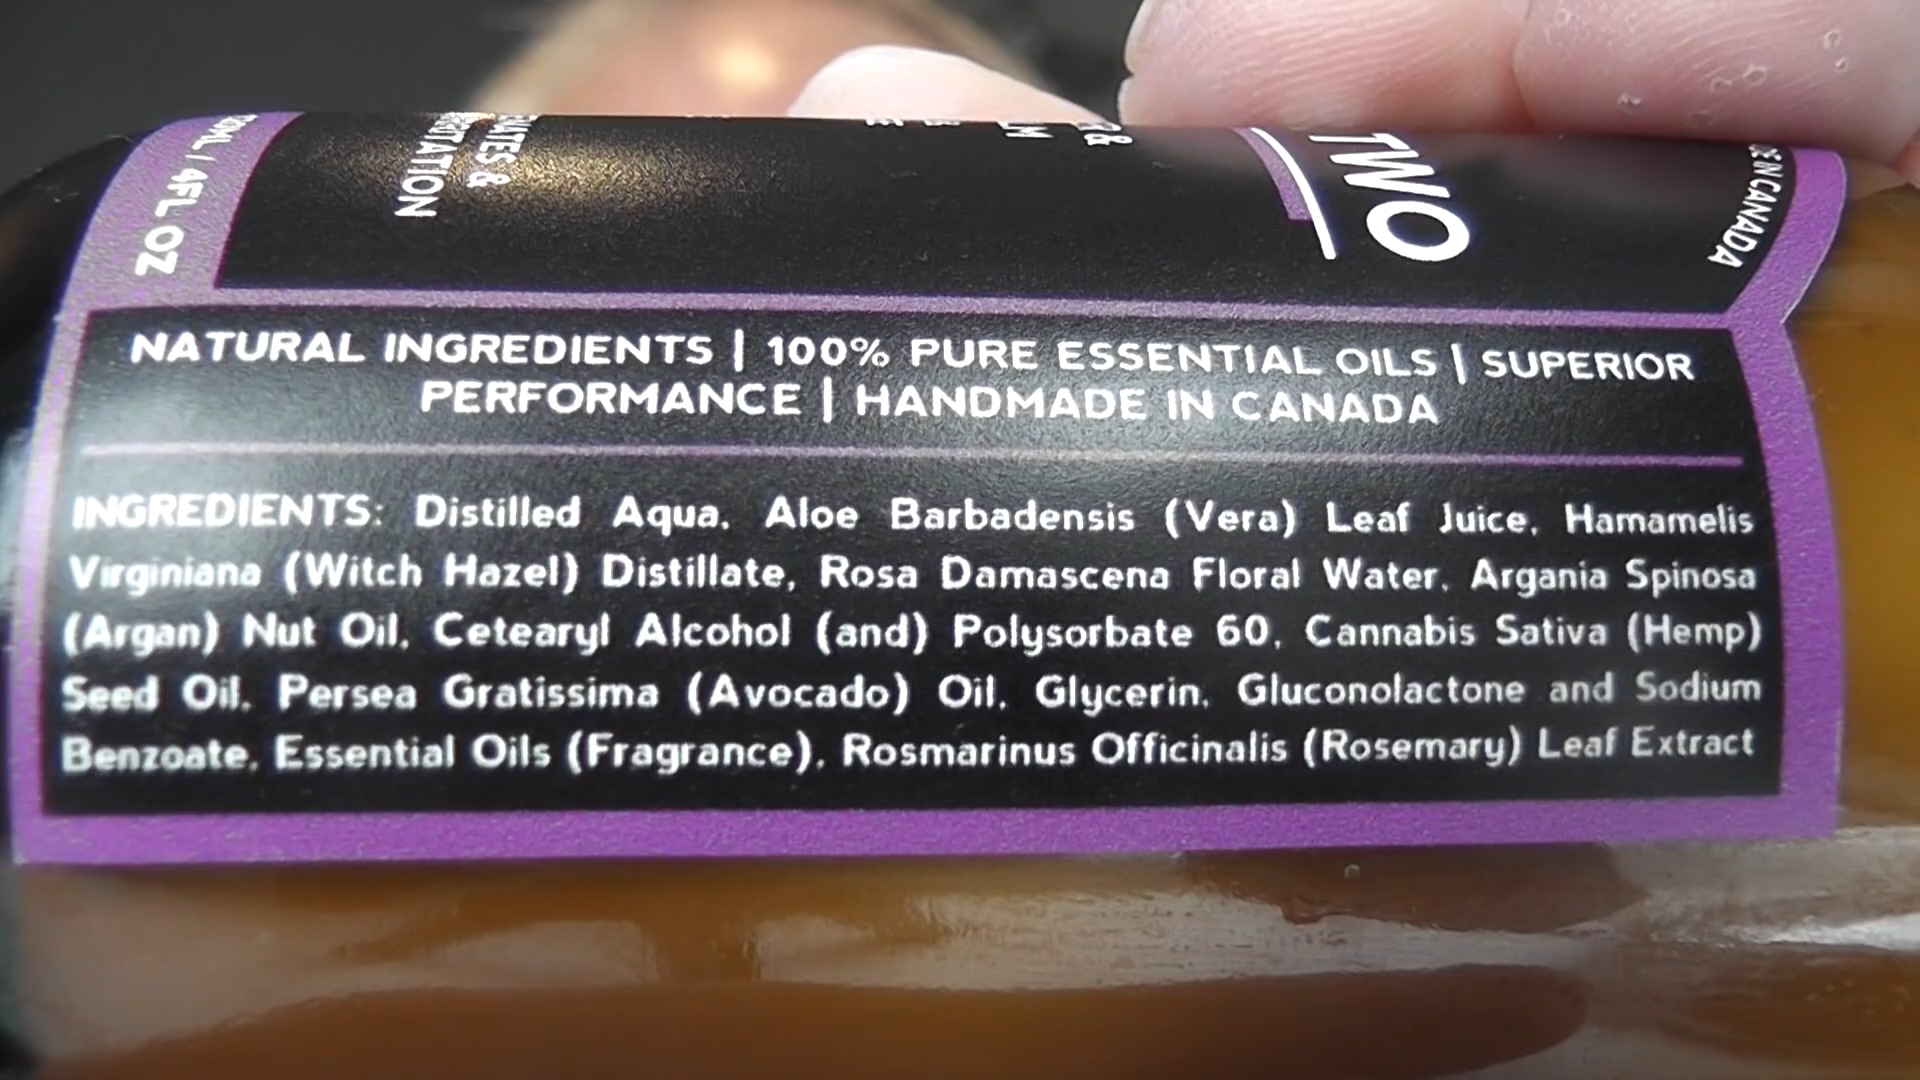 4FL OZ
TWO
CANADA
NATURAL INGREDIENTS | 100% PURE ESSENTIAL OILS | SUPERIOR
PERFORMANCE | HANDMADE IN CANADA
INGREDIENTS: Distilled Aqua, Aloe Barbadensis (Vera) Leaf Juice, Hamamelis
Virginiana (Witch Hazel) Distillate, Rosa Damascena Floral Water, Argania Spinosa
(Argan) Nut Oil, Cetearyl Alcohol (and) Polysorbate 60, Cannabis Sativa (Hemp)
Seed Oil, Persea Gratissima (Avocado) Oil, Glycerin, Gluconolactone and Sodium
Benzoate, Essential Oils (Fragrance), Rosmarinus Officinalis (Rosemary) Leaf Extract